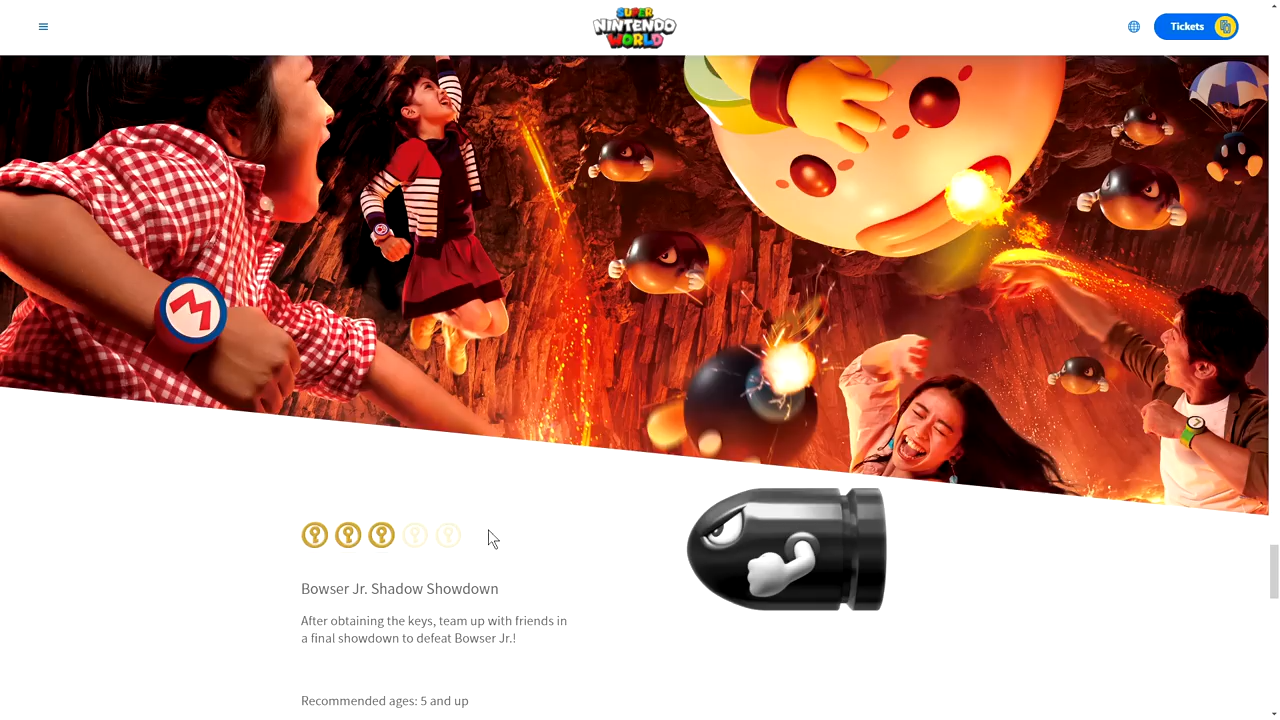 SUPER
NINTENDO
WORLD
Tickets
Bowser Jr. Shadow Showdown
After obtaining the keys, team up with friends in
a final showdown to defeat Bowser Jr.!
Recommended ages: 5 and up